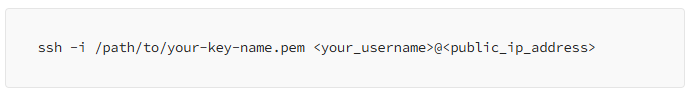 ssh -i /path/to/your-key-name.pem <your_username>@<public_ip_address>